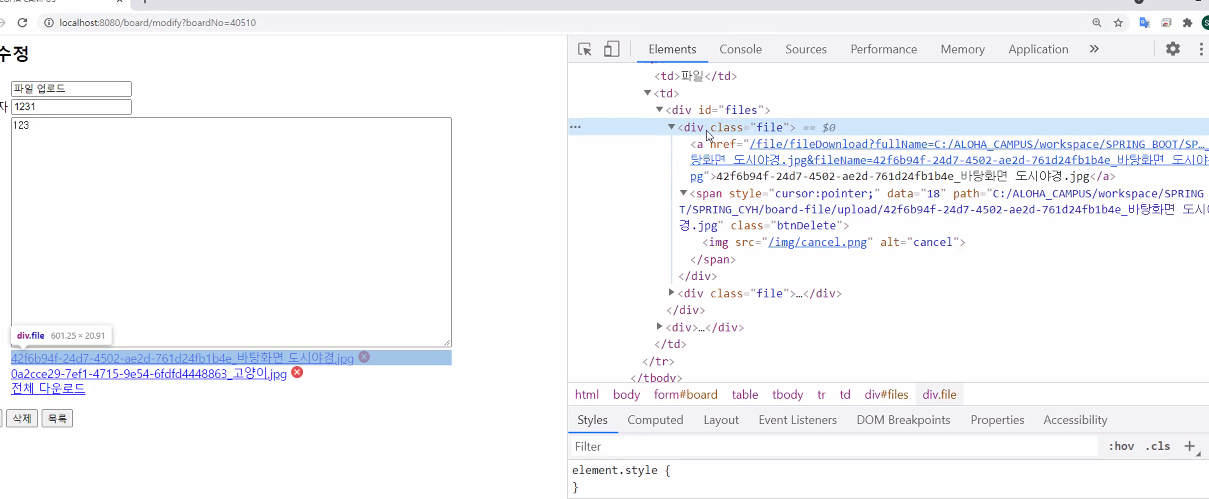 ALOHA CAMPUS
localhost:8080/board/modify?boardNo=40510
수정
파일 업로드
자 1231
123
div.file 601.25 × 20.91
42f6b94f-24d7-4502-ae2d-761d24fb1b4e_바탕화면 도시야경.jpg
0a2cce29-7ef1-4715-9e54-6fdfd4448863_고양이.jpg
전체 다운로드
삭제 목록
Elements Console Sources Performance Memory Application »
<td>파일</td>
▼<td>
▼<div id="files">
••• ▼<div class="file"> == $0
<a href="/file/fileDownload?fullName=C:/ALOHA_CAMPUS/workspace/SPRING_BOOT/SP…_
탕화면 도시야경.jpg&fileName=42f6b94f-24d7-4502-ae2d-761d24fb1b4e_바탕화면 도시야
pg">42f6b94f-24d7-4502-ae2d-761d24fb1b4e_바탕화면 도시야경.jpg</a>
▼<span style="cursor:pointer;" data="18" path="C:/ALOHA_CAMPUS/workspace/SPRING
T/SPRING_CYH/board-file/upload/42f6b94f-24d7-4502-ae2d-761d24fb1b4e_바탕화면 도시야
경.jpg" class="btnDelete">
<img src="/img/cancel.png" alt="cancel">
</span>
</div>
▶<div class="file">…</div>
</div>
▶<div>…</div>
</td>
</tr>
</tbody>
html body form#board table tbody tr td div#files div.file
Styles Computed Layout Event Listeners DOM Breakpoints Properties Accessibility
Filter :hov .cls +
element.style {
}